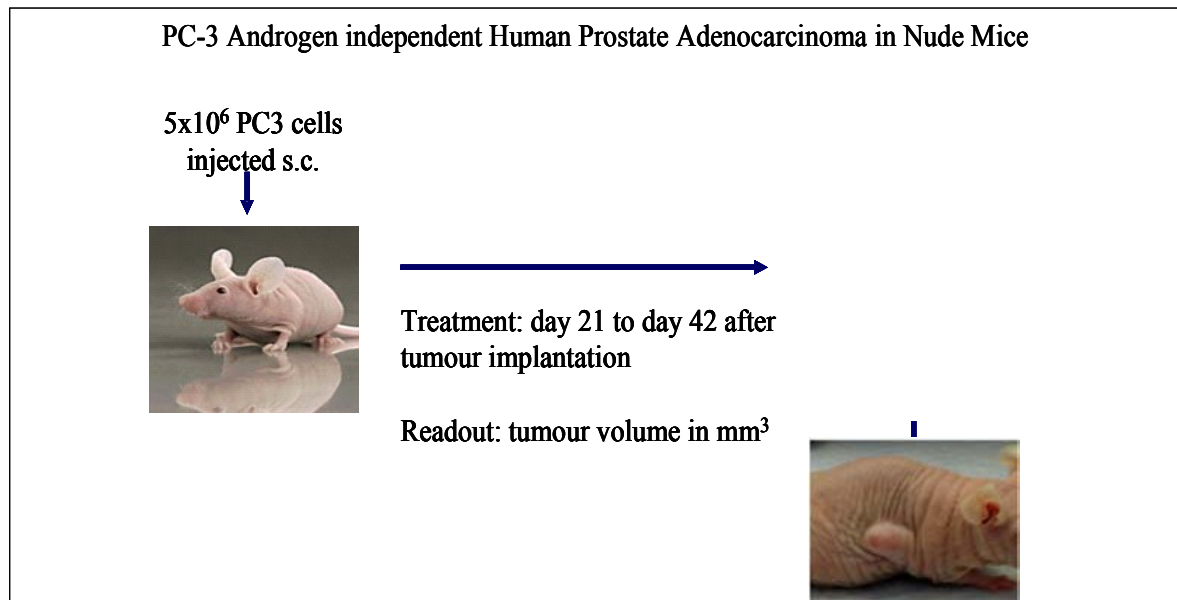 PC-3 Androgen independent Human Prostate Adenocarcinoma in Nude Mice
5x10⁶ PC3 cells
injected s.c.
Treatment: day 21 to day 42 after
tumour implantation
Readout: tumour volume in mm³